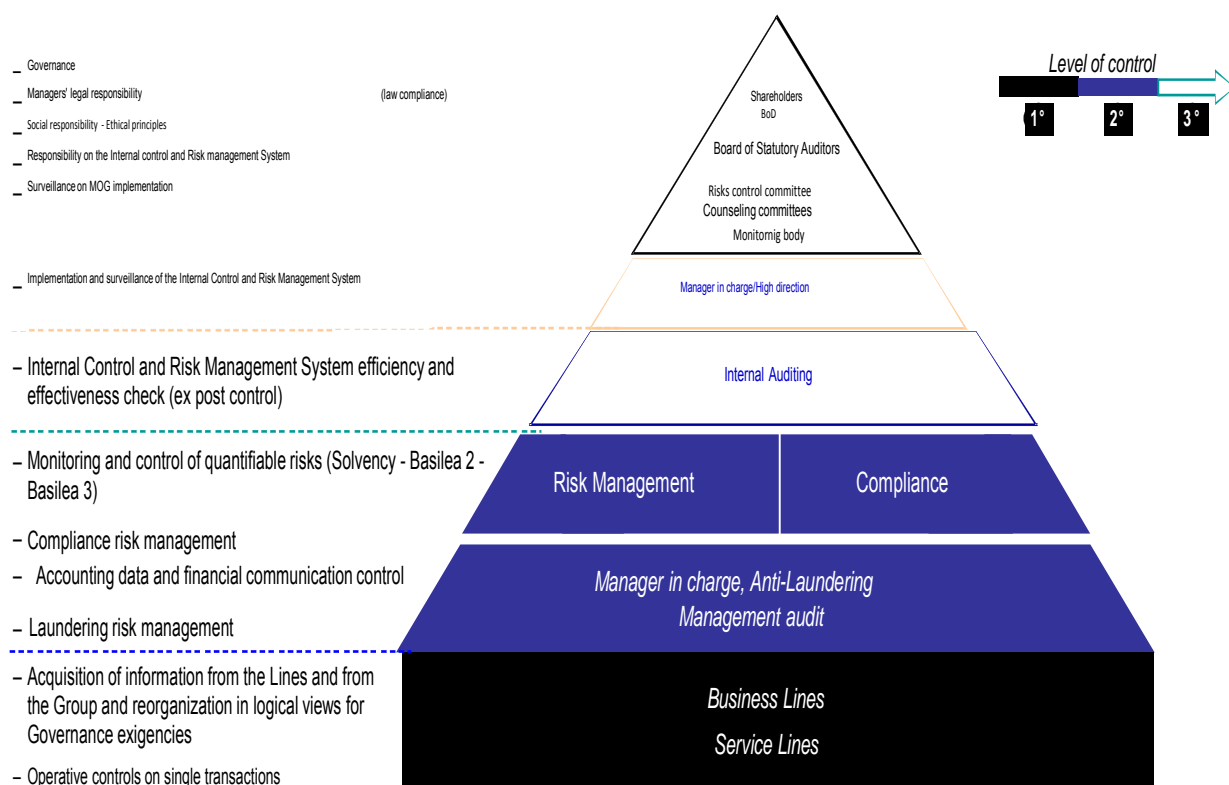 – Governance
– Managers' legal responsibility (law compliance)
– Social responsibility - Ethical principles
– Responsibility on the Internal control and Risk management System
– Surveillance on MOG implementation
– Implementation and surveillance of the Internal Control and Risk Management System
– Internal Control and Risk Management System efficiency and
effectiveness check (ex post control)
– Monitoring and control of quantifiable risks (Solvency - Basilea 2 -
Basilea 3)
– Compliance risk management
– Accounting data and financial communication control
– Laundering risk management
– Acquisition of information from the Lines and from
the Group and reorganization in logical views for
Governance exigencies
– Operative controls on single transactions
Shareholders
BoD
Board of Statutory Auditors
Risks control committee
Counseling committees
Monitornig body
Manager in charge/High direction
Internal Auditing
Risk Management
Compliance
Manager in charge, Anti-Laundering
Management audit
Business Lines
Service Lines
Level of control
1° 2° 3°